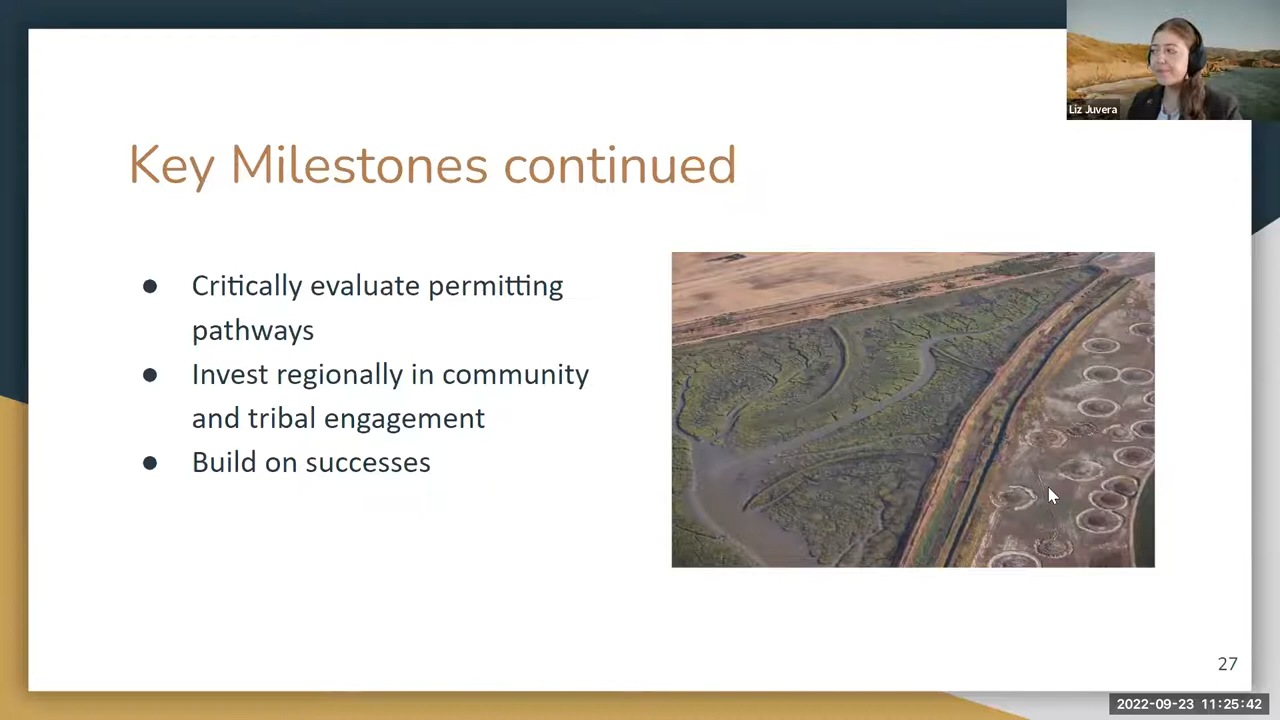 Liz Juvera
Key Milestones continued
● Critically evaluate permitting
pathways
● Invest regionally in community
and tribal engagement
● Build on successes
27
2022-09-23 11:25:42